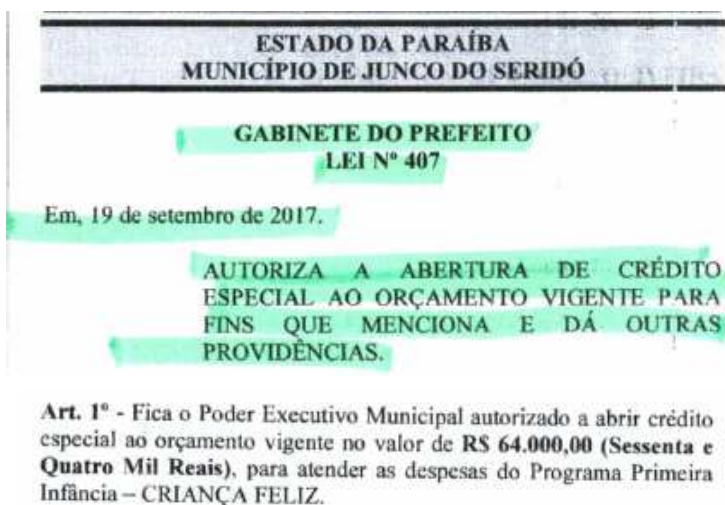 ESTADO DA PARAÍBA
MUNICÍPIO DE JUNCO DO SERIDÓ
GABINETE DO PREFEITO
LEI Nº 407
Em, 19 de setembro de 2017.
AUTORIZA A ABERTURA DE CRÉDITO
ESPECIAL AO ORÇAMENTO VIGENTE PARA
FINS QUE MENCIONA E DÁ OUTRAS
PROVIDÊNCIAS.
Art. 1º - Fica o Poder Executivo Municipal autorizado a abrir crédito
especial ao orçamento vigente no valor de R$ 64.000,00 (Sessenta e
Quatro Mil Reais), para atender as despesas do Programa Primeira
Infância – CRIANÇA FELIZ.